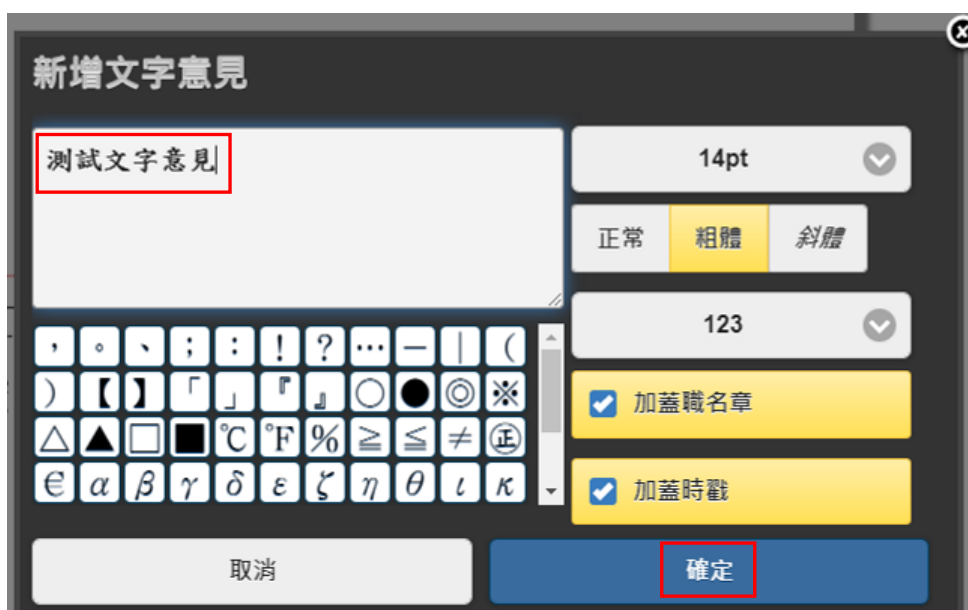 新增文字意見
測試文字意見
14pt
正常 粗體 斜體
123
, 。 、 ; : ! ? … — | (
) 【 】 「 」 『 』 ○ ● ◎ ※
△ ▲ □ ■ ℃ ℉ % ≧ ≦ ≠ ㊣
€ α β γ δ ε ζ η θ ι κ
加蓋職名章
加蓋時戳
取消 確定